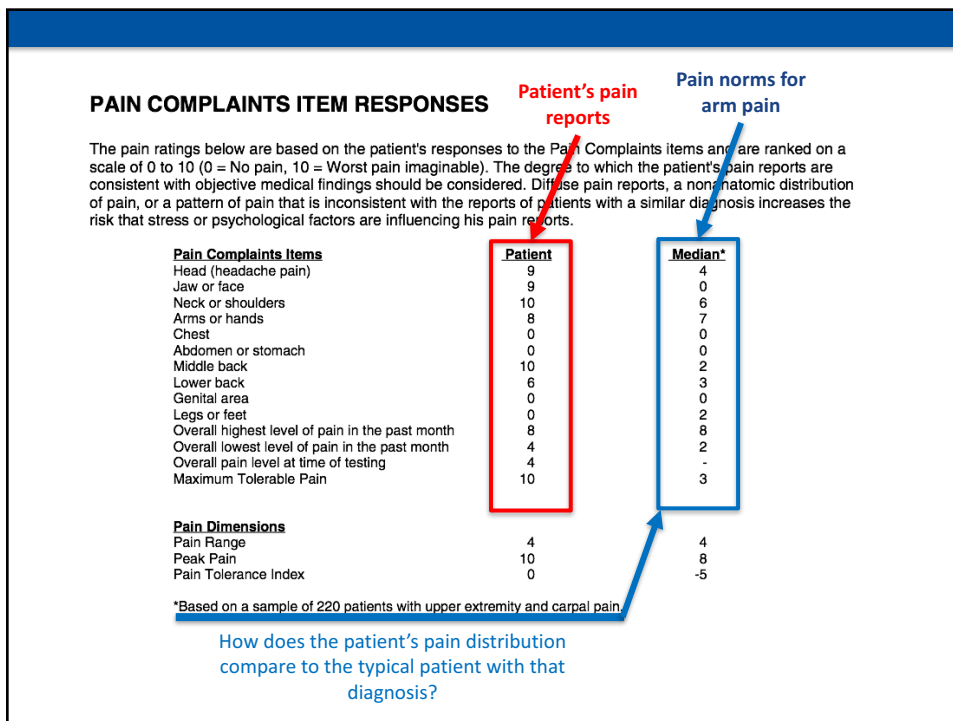 Patient's pain
reports
Pain norms for
arm pain
PAIN COMPLAINTS ITEM RESPONSES
The pain ratings below are based on the patient's responses to the Pain Complaints items and are ranked on a
scale of 0 to 10 (0 = No pain, 10 = Worst pain imaginable). The degree to which the patient's pain reports are
consistent with objective medical findings should be considered. Diffuse pain reports, a nonanatomic distribution
of pain, or a pattern of pain that is inconsistent with the reports of patients with a similar diagnosis increases the
risk that stress or psychological factors are influencing his pain reports.
Pain Complaints Items Patient Median*
Head (headache pain) 9 4
Jaw or face 9 0
Neck or shoulders 10 6
Arms or hands 8 7
Chest 0 0
Abdomen or stomach 0 0
Middle back 10 2
Lower back 6 3
Genital area 0 0
Legs or feet 0 2
Overall highest level of pain in the past month 8 8
Overall lowest level of pain in the past month 4 2
Overall pain level at time of testing 4 -
Maximum Tolerable Pain 10 3
Pain Dimensions
Pain Range 4 4
Peak Pain 10 8
Pain Tolerance Index 0 -5
*Based on a sample of 220 patients with upper extremity and carpal pain.
How does the patient's pain distribution
compare to the typical patient with that
diagnosis?